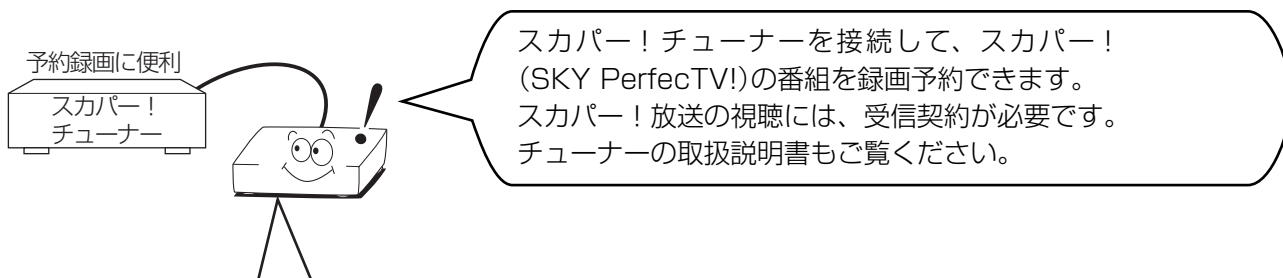 予約録画に便利
スカパー！
チューナー
スカパー！チューナーを接続して、スカパー！
(SKY PerfecTV!)の番組を録画予約できます。
スカパー！放送の視聴には、受信契約が必要です。
チューナーの取扱説明書もご覧ください。